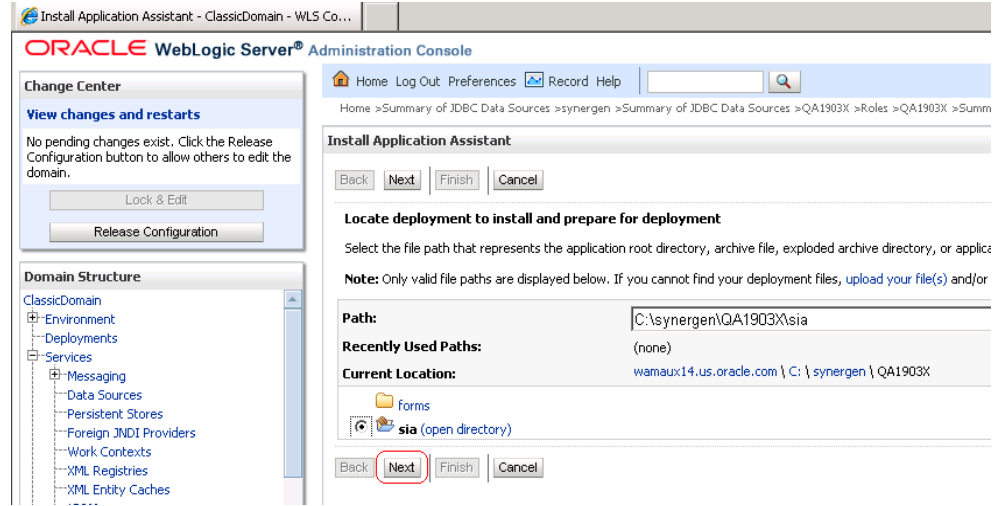 Install Application Assistant - ClassicDomain - WLS Co...
ORACLE WebLogic Server® Administration Console
Change Center
View changes and restarts
No pending changes exist. Click the Release
Configuration button to allow others to edit the
domain.
Lock & Edit
Release Configuration
Domain Structure
ClassicDomain
Environment
Deployments
Services
Messaging
Data Sources
Persistent Stores
Foreign JNDI Providers
Work Contexts
XML Registries
XML Entity Caches
Home Log Out Preferences Record Help
Home >Summary of JDBC Data Sources >synergen >Summary of JDBC Data Sources >QA1903X >Roles >QA1903X >Summ
Install Application Assistant
Back Next Finish Cancel
Locate deployment to install and prepare for deployment
Select the file path that represents the application root directory, archive file, exploded archive directory, or applica
Note: Only valid file paths are displayed below. If you cannot find your deployment files, upload your file(s) and/or
Path: C:\synergen\QA1903X\sia
Recently Used Paths: (none)
Current Location: wamaux14.us.oracle.com \ C: \ synergen \ QA1903X
forms
sia (open directory)
Back Next Finish Cancel